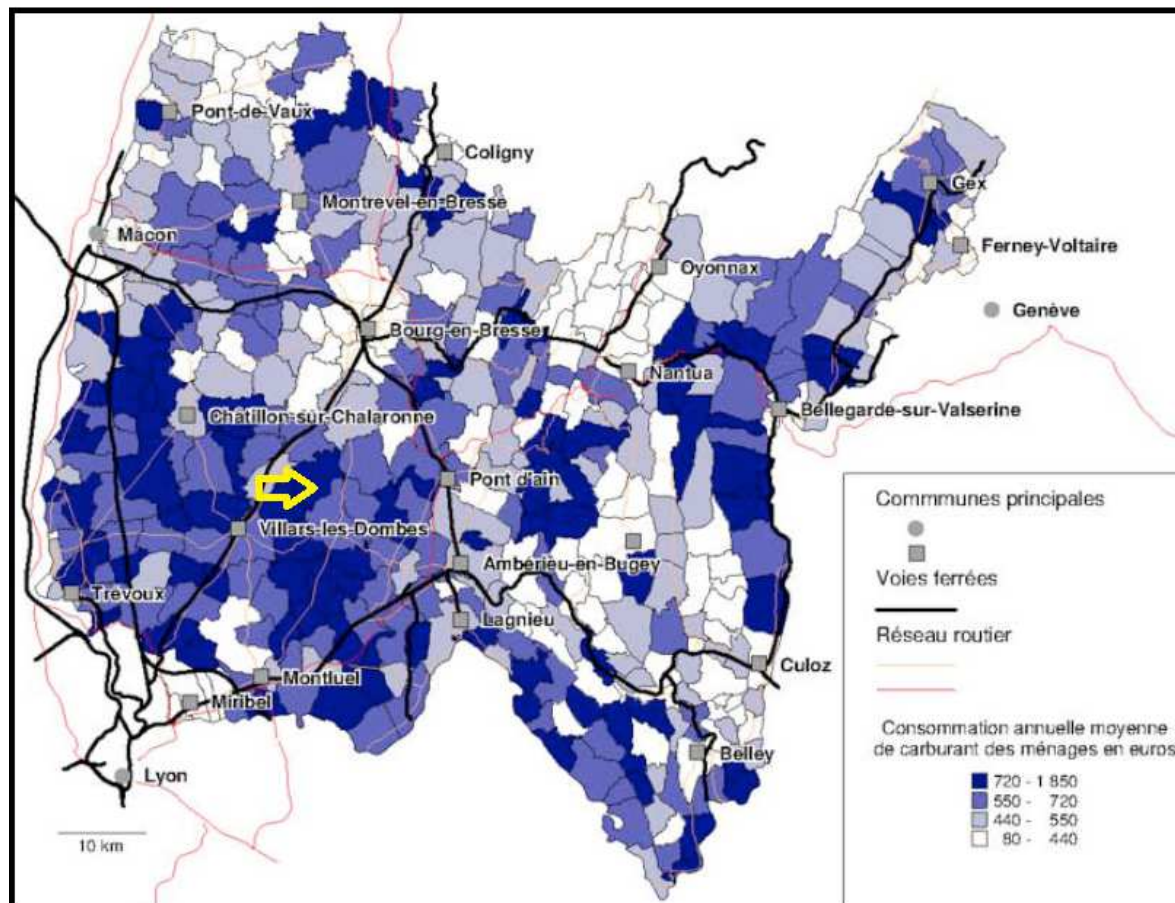 Pont-de-Vaux
Coligny
Montrevel-en-Bresse
Gex
Mâcon
Ferney-Voltaire
Oyonnax
Genève
Bourg-en-Bresse
Nantua
Chatillon-sur-Chalaronne
Bellegarde-sur-Valserine
Pont d'ain
Villars-les-Dombes
Ambérieu-en-Bugey
Trévoux
Lagnieu
Culoz
Montluel
Miribel
Belley
Lyon
10 km
Commmunes principales
Voies ferrées
Réseau routier
Consommation annuelle moyenne
de carburant des ménages en euros
720 - 1 850
550 - 720
440 - 550
80 - 440